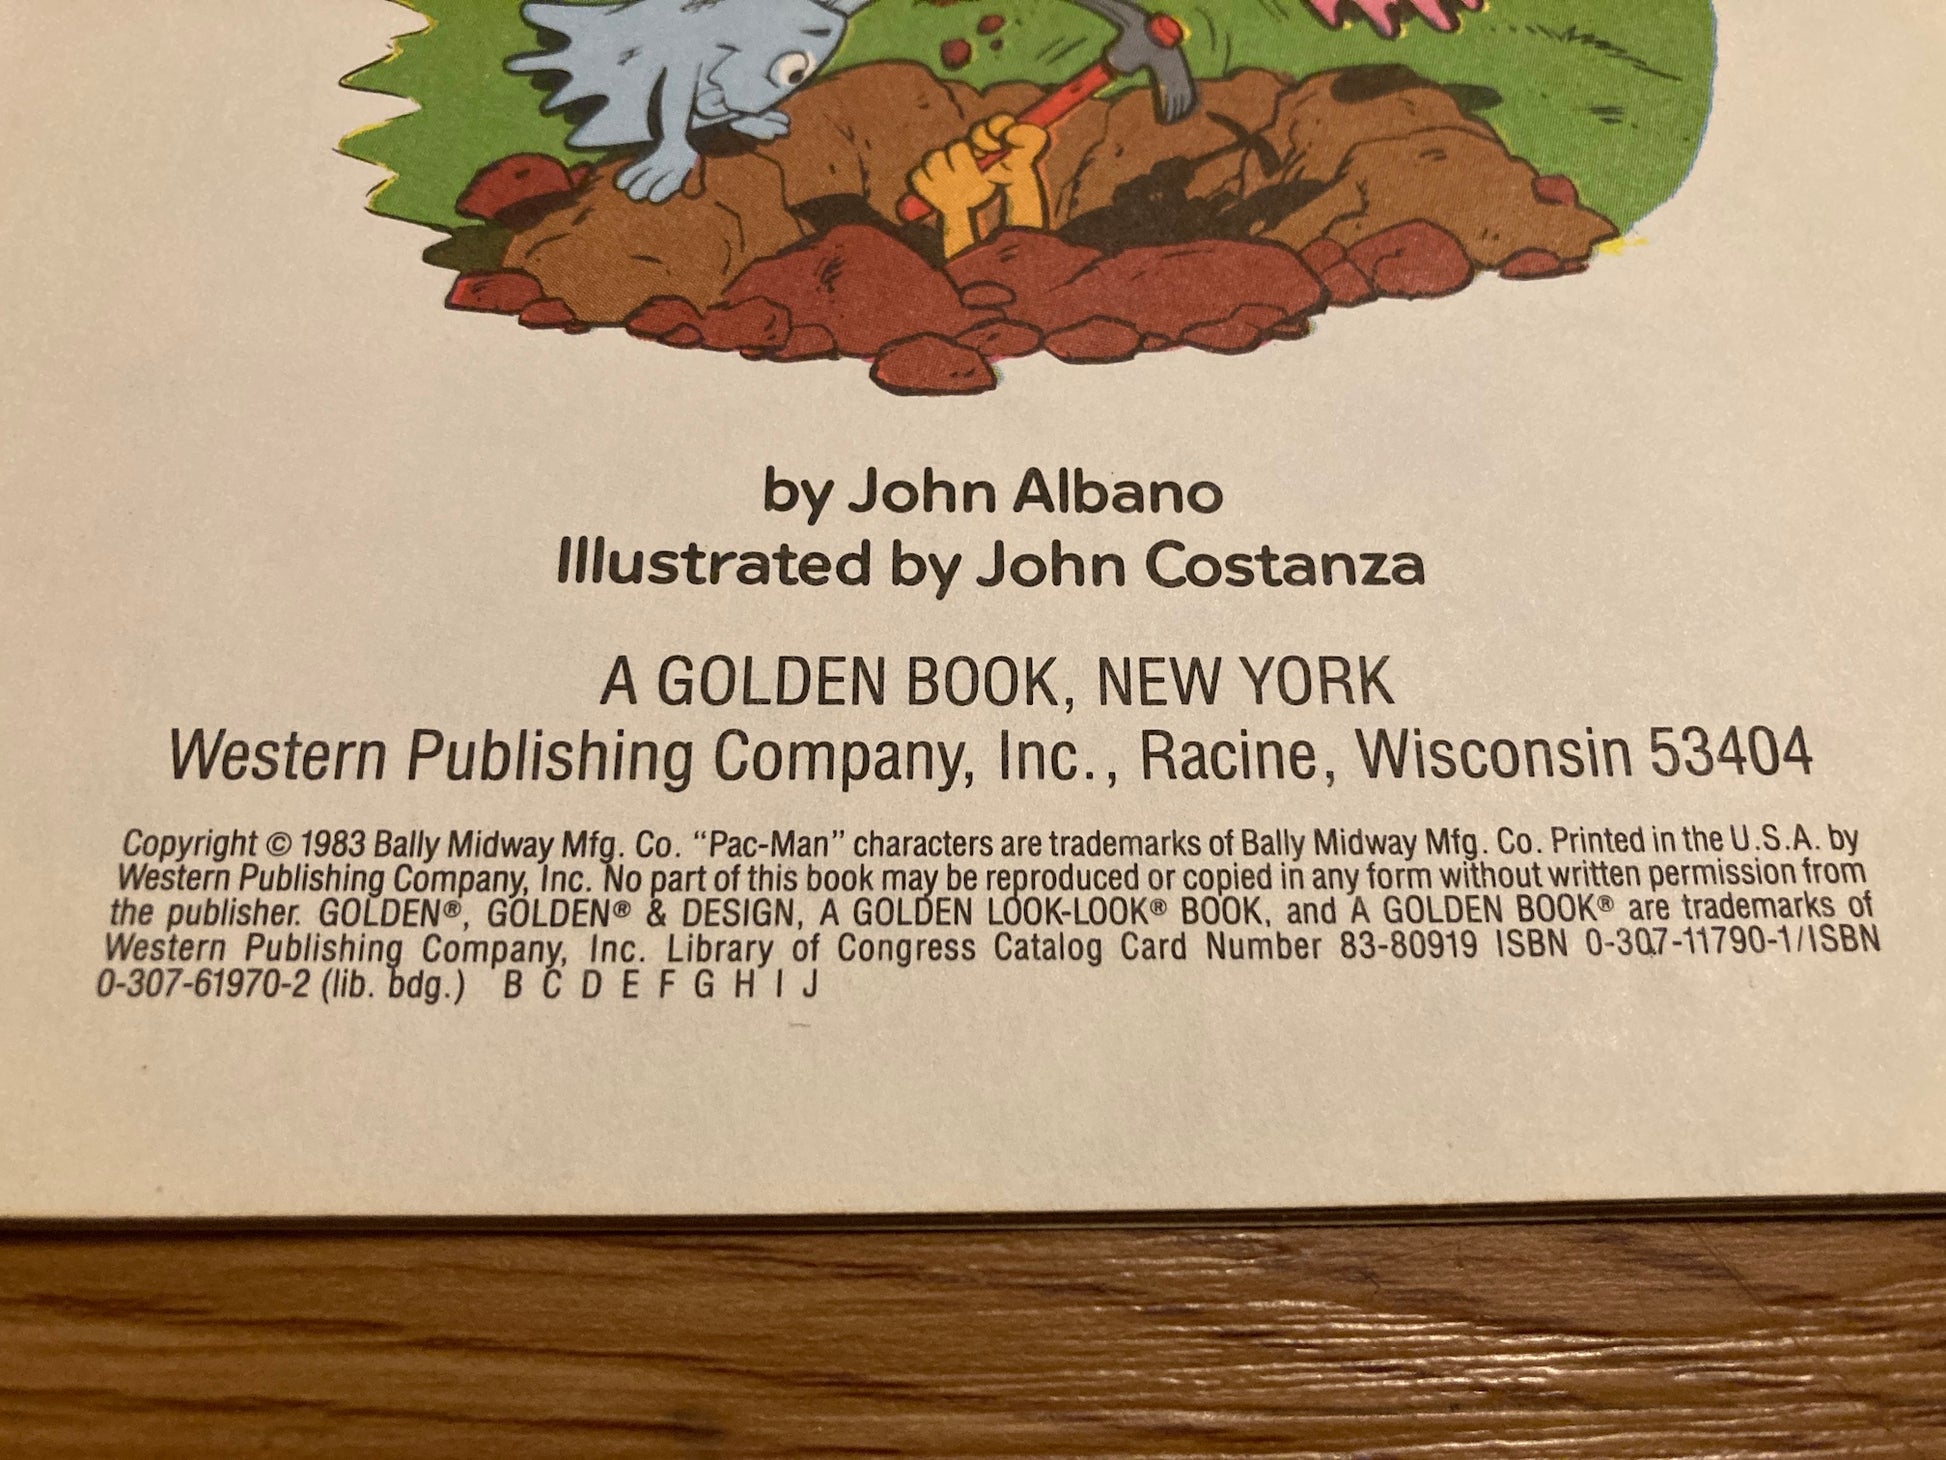 by John Albano
Illustrated by John Costanza
A GOLDEN BOOK, NEW YORK
Western Publishing Company, Inc., Racine, Wisconsin 53404
Copyright © 1983 Bally Midway Mfg. Co. “Pac-Man” characters are trademarks of Bally Midway Mfg. Co. Printed in the U.S.A. by
Western Publishing Company, Inc. No part of this book may be reproduced or copied in any form without written permission from
the publisher. GOLDEN®, GOLDEN® & DESIGN, A GOLDEN LOOK-LOOK® BOOK, and A GOLDEN BOOK® are trademarks of
Western Publishing Company, Inc. Library of Congress Catalog Card Number 83-80919 ISBN 0-307-11790-1/ISBN
0-307-61970-2 (lib. bdg.) B C D E F G H I J